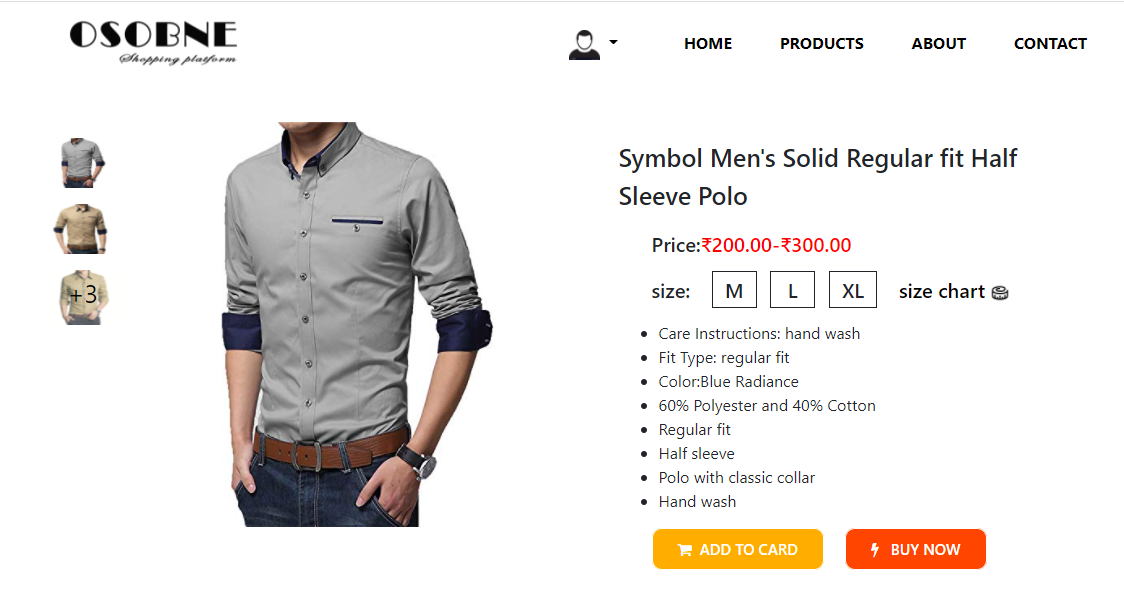 OSOBNE
Shopping platform
HOME PRODUCTS ABOUT CONTACT
+3
Symbol Men's Solid Regular fit Half
Sleeve Polo
Price:₹200.00-₹300.00
size: M L XL size chart
Care Instructions: hand wash
Fit Type: regular fit
Color:Blue Radiance
60% Polyester and 40% Cotton
Regular fit
Half sleeve
Polo with classic collar
Hand wash
ADD TO CARD BUY NOW